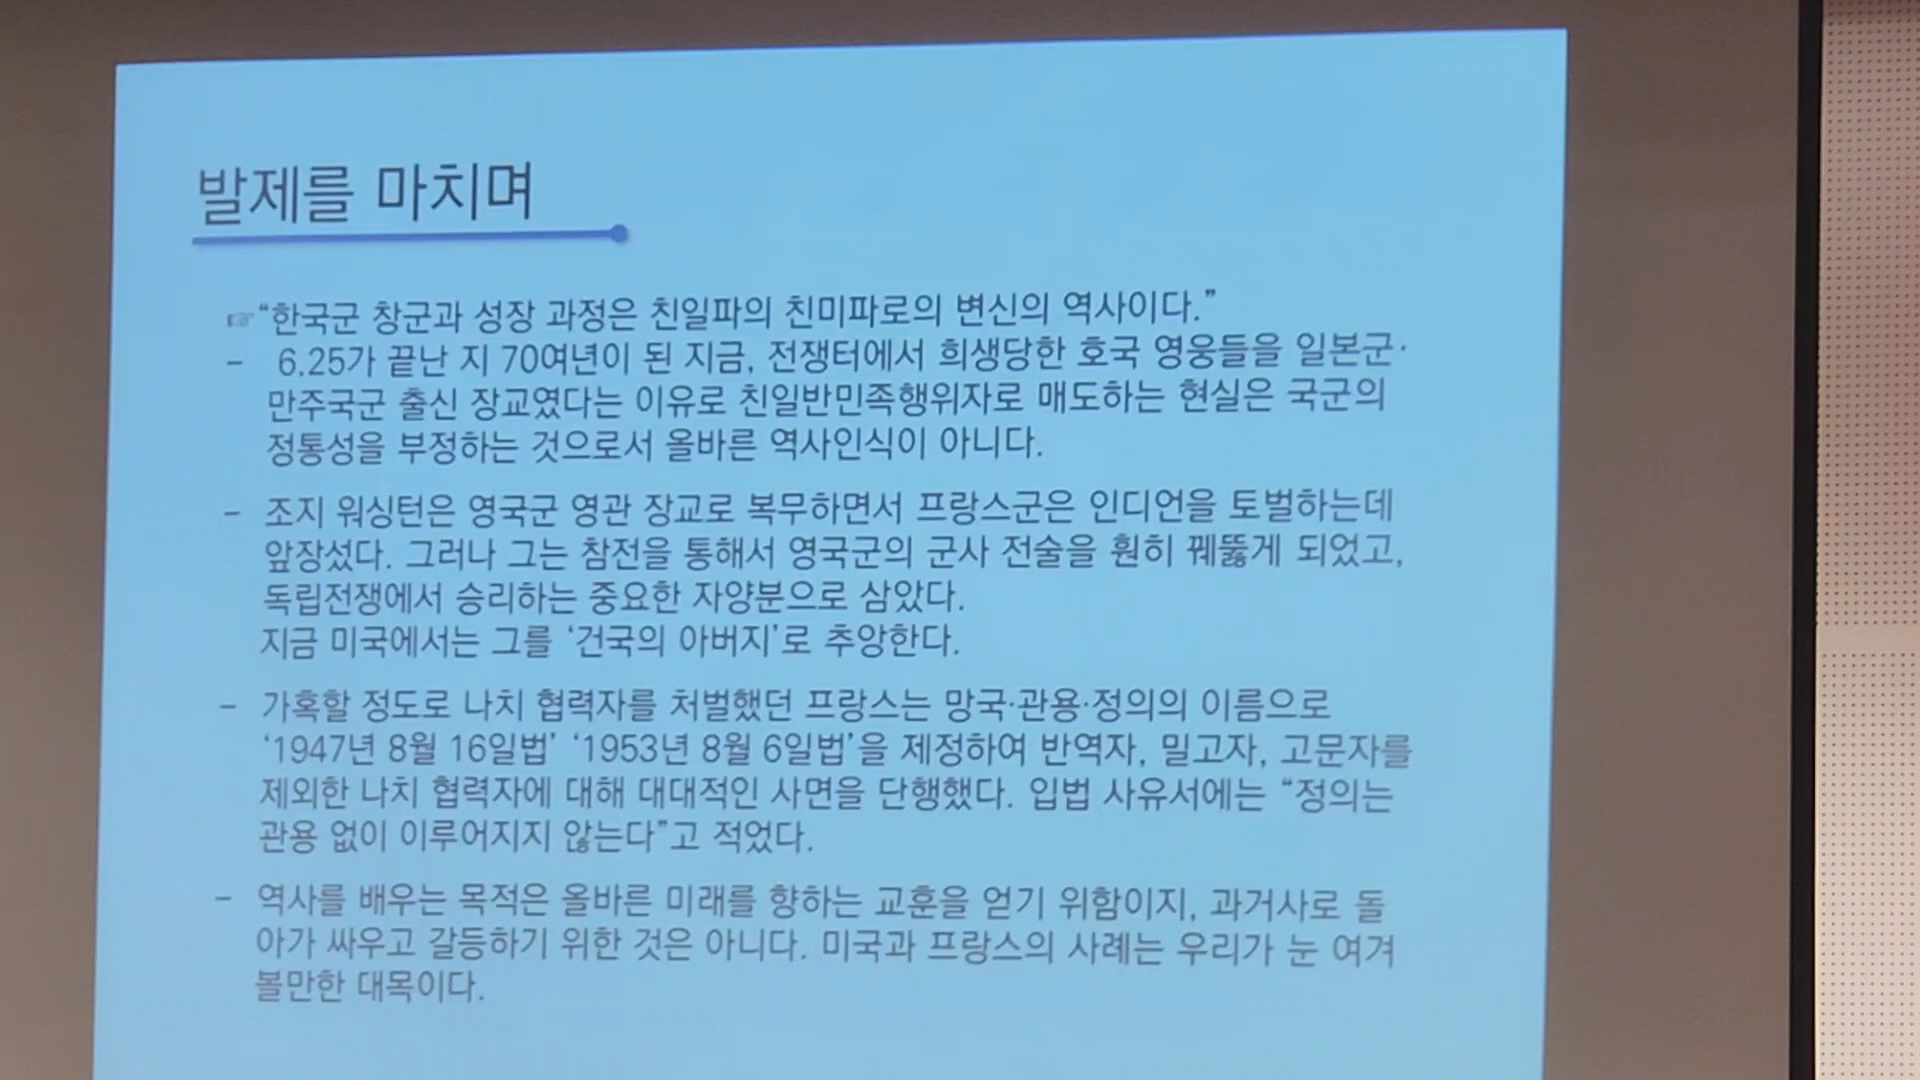 발제를 마치며
☞“한국군 창군과 성장 과정은 친일파의 친미파로의 변신의 역사이다.”
- 6.25가 끝난 지 70여년이 된 지금, 전쟁터에서 희생당한 호국 영웅들을 일본군·
만주국군 출신 장교였다는 이유로 친일반민족행위자로 매도하는 현실은 국군의
정통성을 부정하는 것으로서 올바른 역사인식이 아니다.
- 조지 워싱턴은 영국군 영관 장교로 복무하면서 프랑스군은 인디언을 토벌하는데
앞장섰다. 그러나 그는 참전을 통해서 영국군의 군사 전술을 훤히 꿰뚫게 되었고,
독립전쟁에서 승리하는 중요한 자양분으로 삼았다.
지금 미국에서는 그를 ‘건국의 아버지’로 추앙한다.
- 가혹할 정도로 나치 협력자를 처벌했던 프랑스는 망국·관용·정의의 이름으로
‘1947년 8월 16일법’ ‘1953년 8월 6일법’을 제정하여 반역자, 밀고자, 고문자를
제외한 나치 협력자에 대해 대대적인 사면을 단행했다. 입법 사유서에는 “정의는
관용 없이 이루어지지 않는다”고 적었다.
- 역사를 배우는 목적은 올바른 미래를 향하는 교훈을 얻기 위함이지, 과거사로 돌
아가 싸우고 갈등하기 위한 것은 아니다. 미국과 프랑스의 사례는 우리가 눈 여겨
볼만한 대목이다.